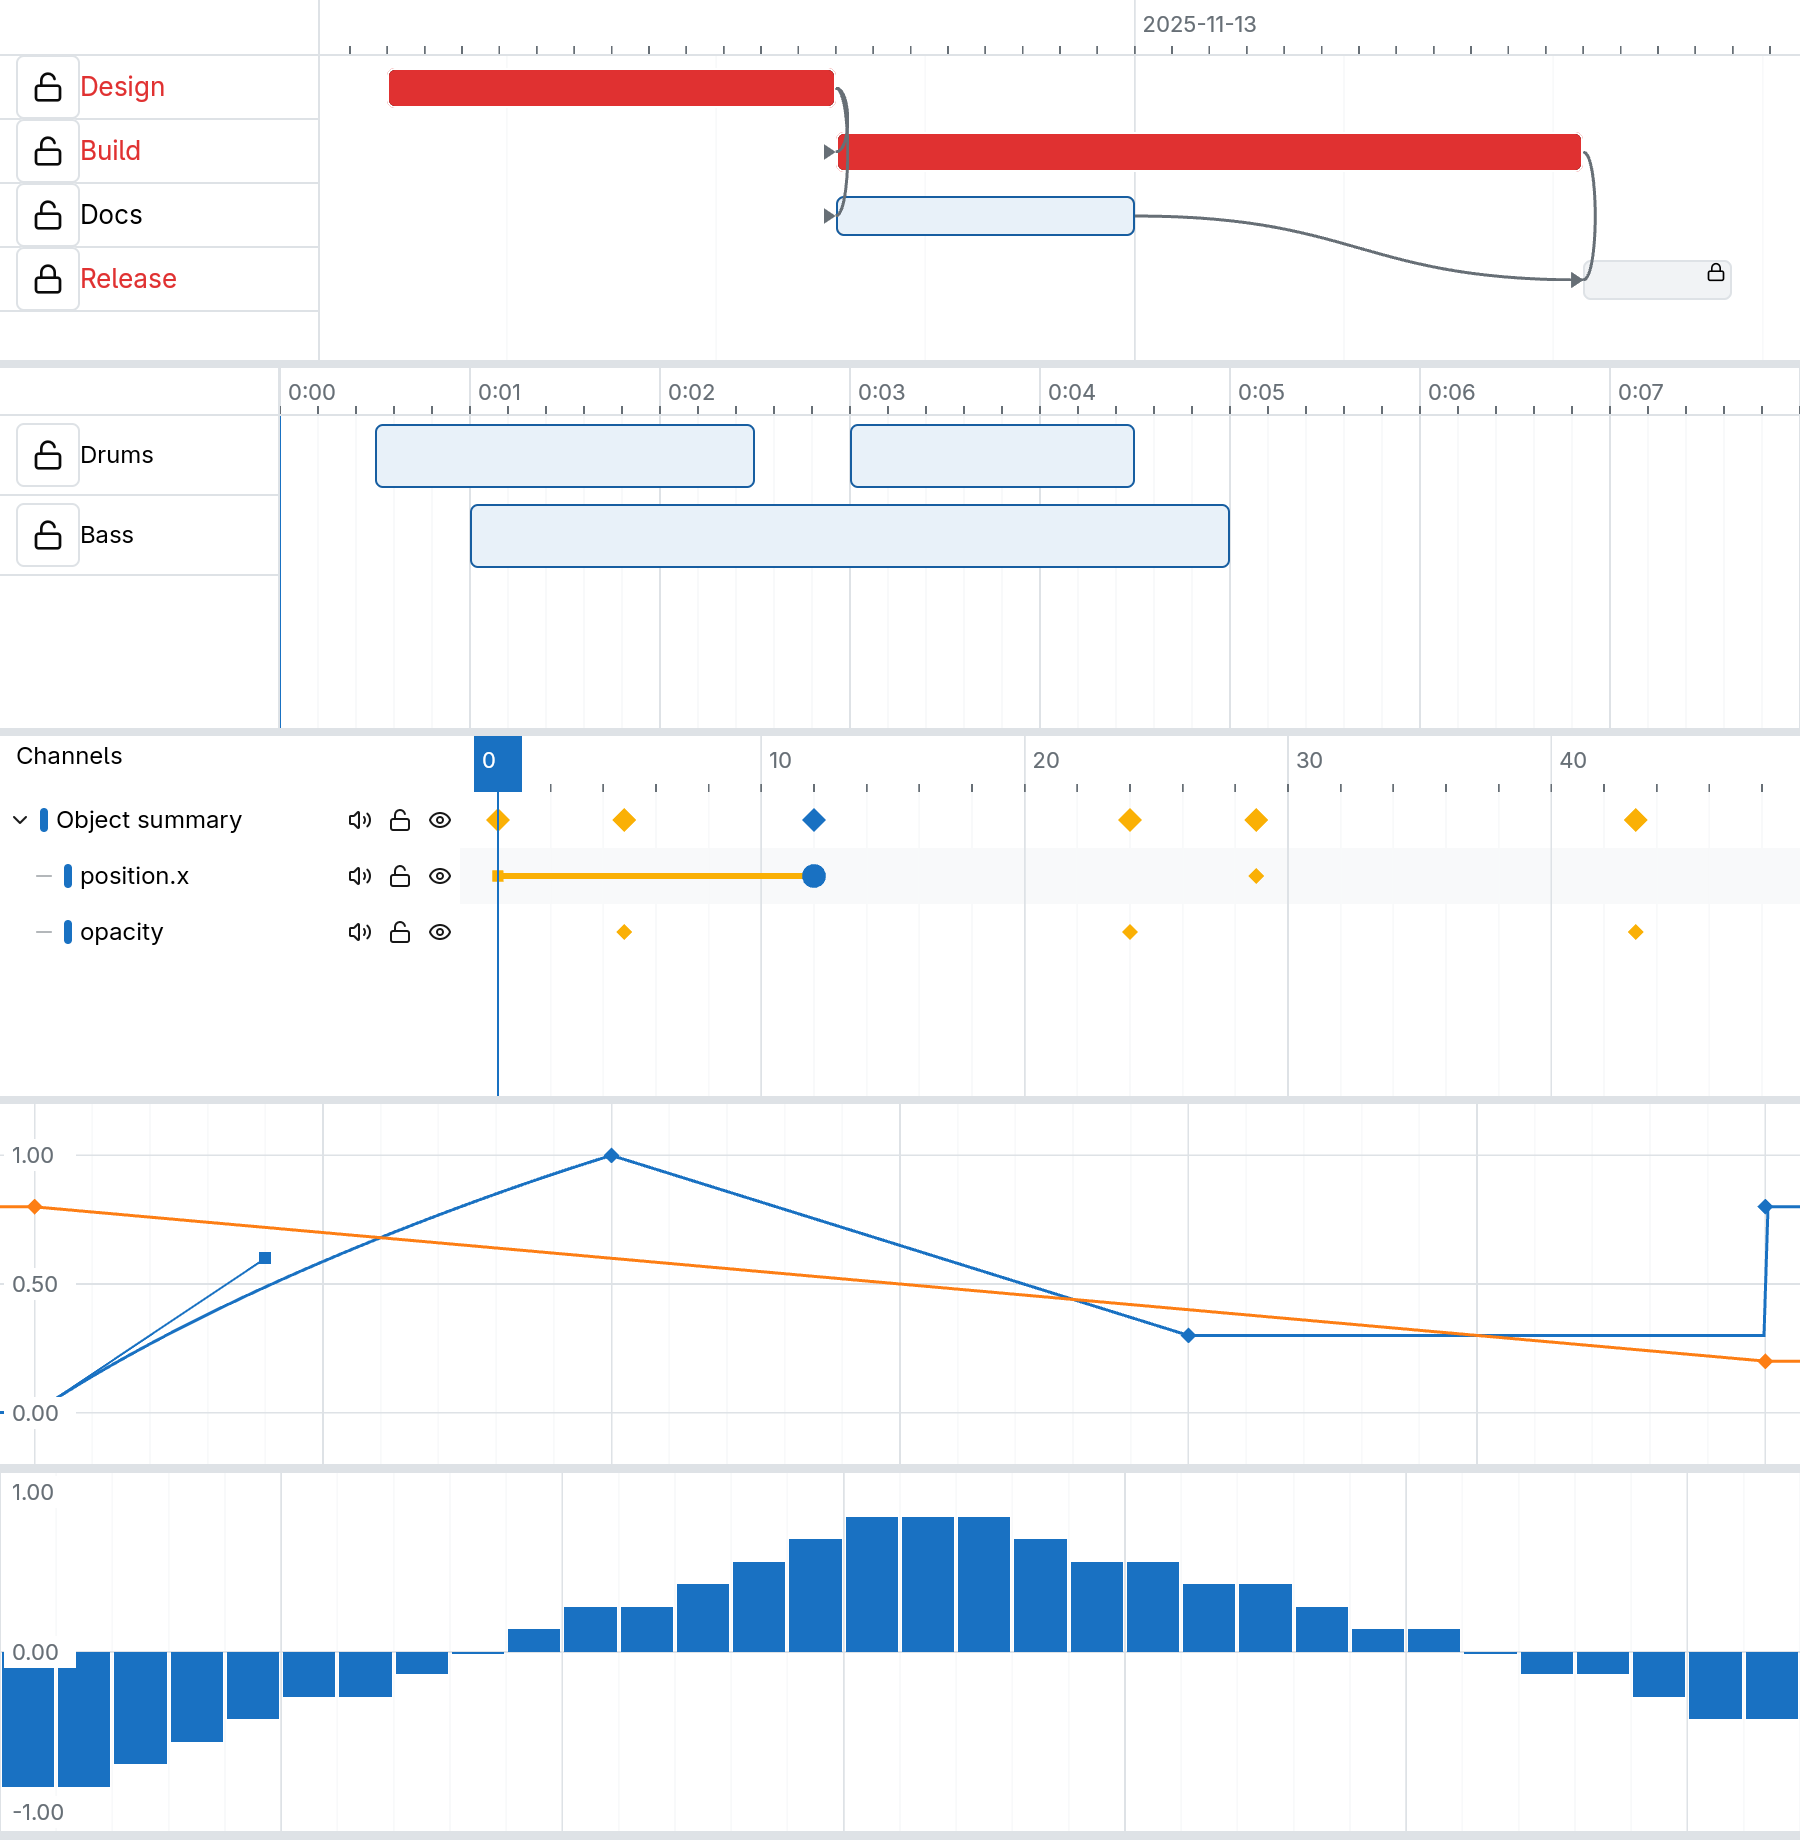 2025-11-13
Design
Build
Docs
Release
0:00 0:01 0:02 0:03 0:04 0:05 0:06 0:07
Drums
Bass
Channels 0 10 20 30 40
Object summary
position.x
opacity
1.00
0.50
0.00
1.00
0.00
-1.00